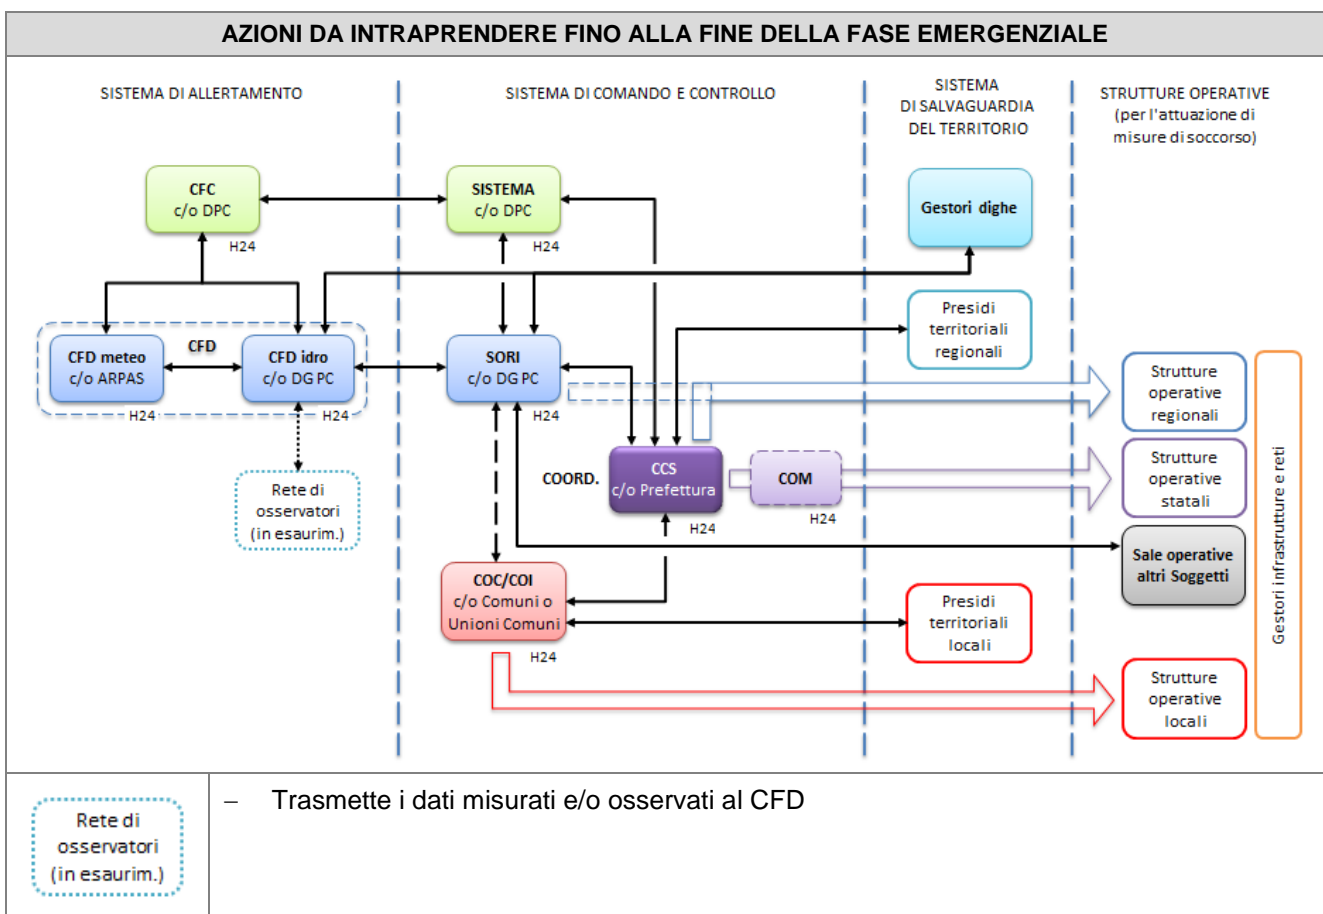 AZIONI DA INTRAPRENDERE FINO ALLA FINE DELLA FASE EMERGENZIALE
SISTEMA DI ALLERTAMENTO
SISTEMA DI COMANDO E CONTROLLO
SISTEMA
DI SALVAGUARDIA
DEL TERRITORIO
STRUTTURE OPERATIVE
(per l'attuazione di
misure di soccorso)
CFC
c/o DPC
H24
SISTEMA
c/o DPC
H24
Gestori dighe
Presidi
territoriali
regionali
CFD meteo
c/o ARPAS
H24
CFD
CFD idro
c/o DG PC
H24
SORI
c/o DG PC
H24
Strutture
operative
regionali
Rete di
osservatori
(in esaurim.)
COORD.
CCS
c/o Prefettura
H24
COM
H24
Strutture
operative
statali
Sale operative
altri Soggetti
COC/COI
c/o Comuni o
Unioni Comuni
H24
Presidi
territoriali
locali
Strutture
operative
locali
Gestori infrastrutture e reti
Rete di
osservatori
(in esaurim.)
– Trasmette i dati misurati e/o osservati al CFD